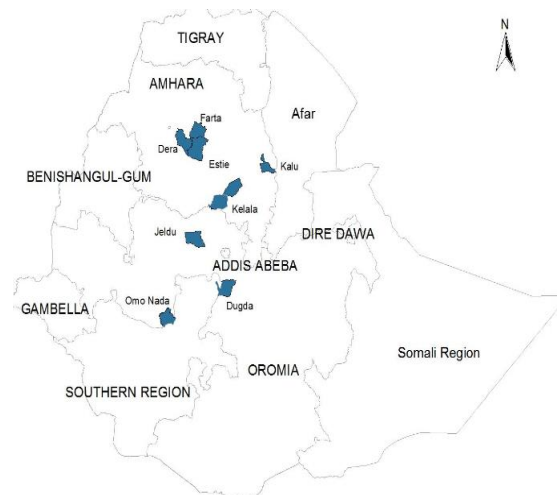 N
TIGRAY
AMHARA
Farta
Afar
Dera
Estie
Kalu
BENISHANGUL-GUM
Kelala
Jeldu
DIRE DAWA
ADDIS ABEBA
Omo Nada
GAMBELLA
Dugda
Somali Region
OROMIA
SOUTHERN REGION